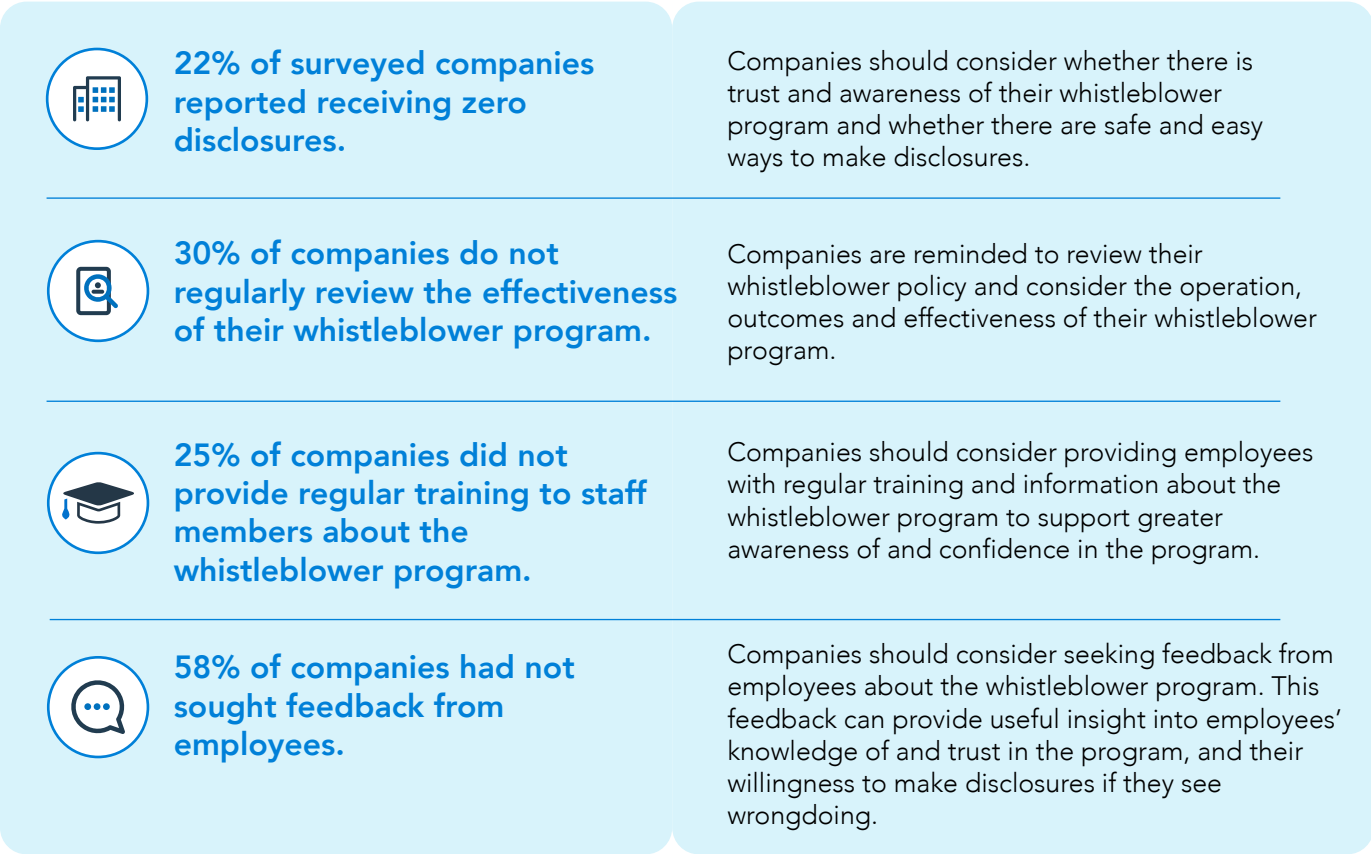 22% of surveyed companies
reported receiving zero
disclosures.
Companies should consider whether there is
trust and awareness of their whistleblower
program and whether there are safe and easy
ways to make disclosures.
30% of companies do not
regularly review the effectiveness
of their whistleblower program.
Companies are reminded to review their
whistleblower policy and consider the operation,
outcomes and effectiveness of their whistleblower
program.
25% of companies did not
provide regular training to staff
members about the
whistleblower program.
Companies should consider providing employees
with regular training and information about the
whistleblower program to support greater
awareness of and confidence in the program.
58% of companies had not
sought feedback from
employees.
Companies should consider seeking feedback from
employees about the whistleblower program. This
feedback can provide useful insight into employees’
knowledge of and trust in the program, and their
willingness to make disclosures if they see
wrongdoing.